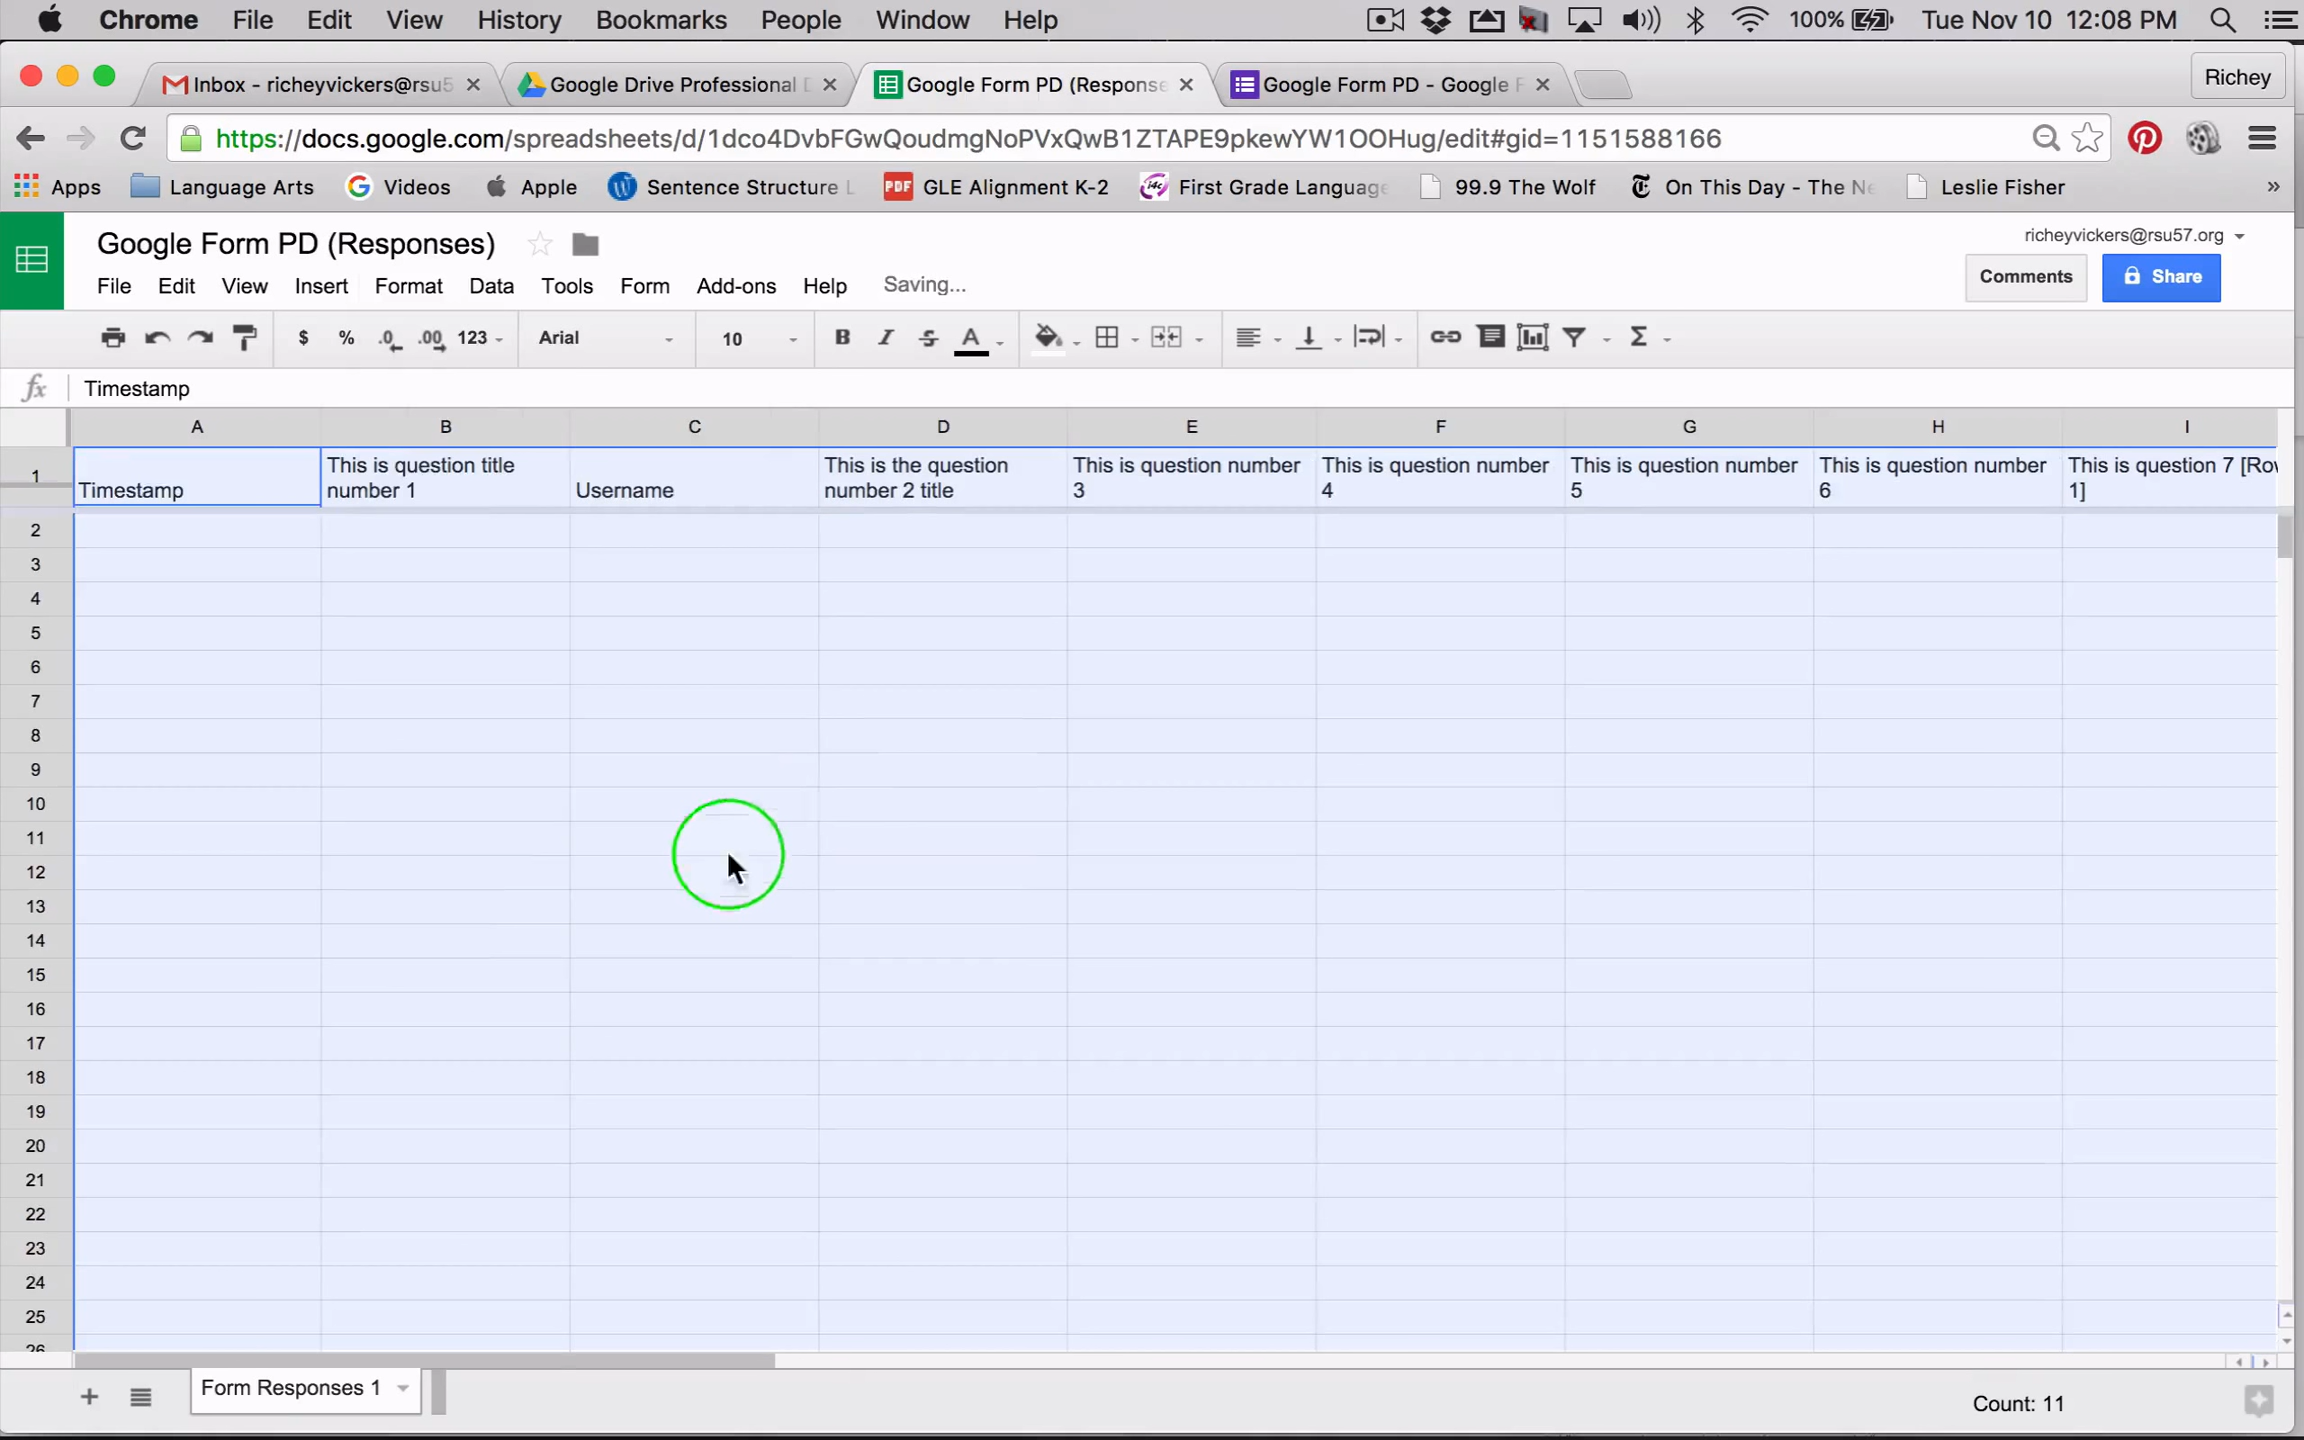 Chrome File Edit View History Bookmarks People Window Help 100% Tue Nov 10 12:08 PM
Inbox - richeyvickers@rsu5 Google Drive Professional D Google Form PD (Response Google Form PD - Google F Richey
https://docs.google.com/spreadsheets/d/1dco4DvbFGwQoudmgNoPVxQwB1ZTAPE9pkewYW1OOHug/edit#gid=1151588166
Apps Language Arts Videos Apple Sentence Structure L GLE Alignment K-2 First Grade Language 99.9 The Wolf On This Day - The Ne Leslie Fisher »
Google Form PD (Responses) richeyvickers@rsu57.org
File Edit View Insert Format Data Tools Form Add-ons Help Saving... Comments Share
$ % .0 .00 123 Arial 10 B I S A Σ
fx Timestamp
A B C D E F G H I
This is question title This is the question This is question number This is question number This is question number This is question number This is question 7 [Row
1 Timestamp number 1 Username number 2 title 3 4 5 6 1]
2
3
4
5
6
7
8
9
10
11
12
13
14
15
16
17
18
19
20
21
22
23
24
25
26
+ Form Responses 1 Count: 11